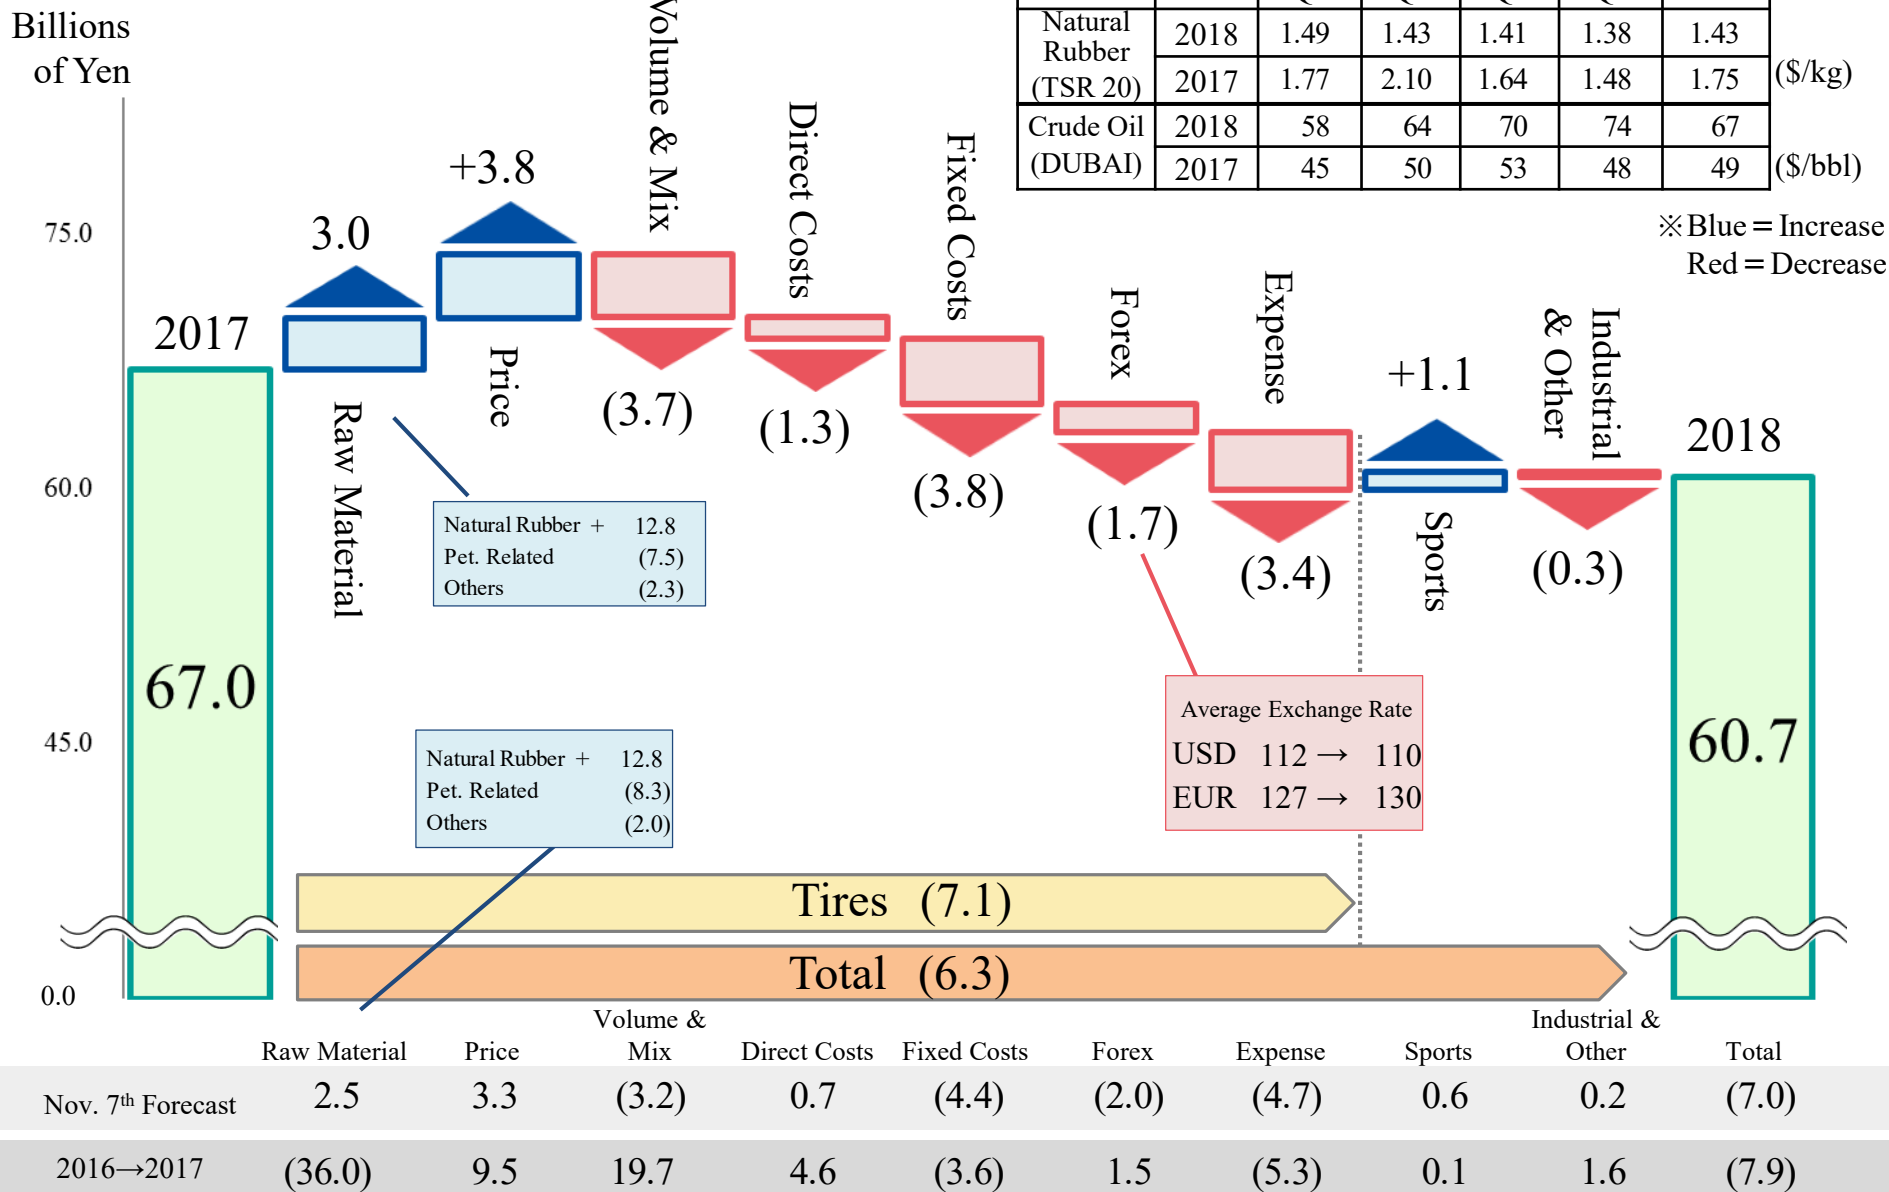 Billions
of Yen
Natural
Rubber
(TSR 20)
2018 1.49 1.43 1.41 1.38 1.43
2017 1.77 2.10 1.64 1.48 1.75
($/kg)
Crude Oil
(DUBAI)
2018 58 64 70 74 67
2017 45 50 53 48 49
($/bbl)
※Blue＝Increase
Red＝Decrease
75.0
60.0
45.0
0.0
2017
67.0
3.0
Raw Material
+3.8
Price
Volume & Mix
(3.7)
Direct Costs
(1.3)
Fixed Costs
(3.8)
Forex
(1.7)
Expense
(3.4)
+1.1
Sports
Industrial
& Other
(0.3)
2018
60.7
Natural Rubber + 12.8
Pet. Related (7.5)
Others (2.3)
Average Exchange Rate
USD 112 → 110
EUR 127 → 130
Natural Rubber + 12.8
Pet. Related (8.3)
Others (2.0)
Tires (7.1)
Total (6.3)
Raw Material Price Volume & Mix Direct Costs Fixed Costs Forex Expense Sports Industrial & Other Total
Nov. 7th Forecast 2.5 3.3 (3.2) 0.7 (4.4) (2.0) (4.7) 0.6 0.2 (7.0)
2016→2017 (36.0) 9.5 19.7 4.6 (3.6) 1.5 (5.3) 0.1 1.6 (7.9)